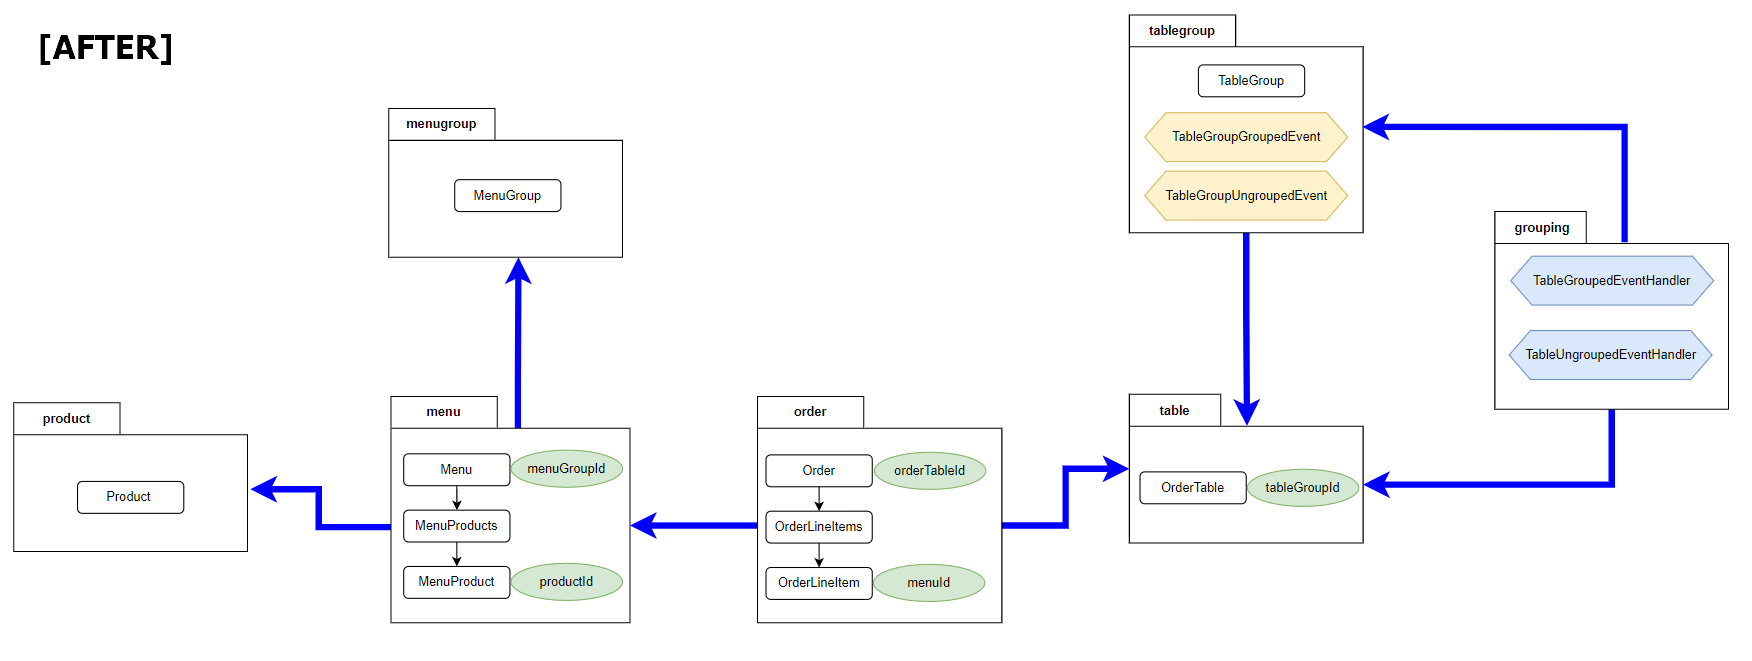 [AFTER]
tablegroup
TableGroup
TableGroupGroupedEvent
TableGroupUngroupedEvent
menugroup
MenuGroup
grouping
TableGroupedEventHandler
TableUngroupedEventHandler
product
Product
menu
Menu
menuGroupId
MenuProducts
MenuProduct
productId
order
Order
orderTableId
OrderLineItems
OrderLineItem
menuId
table
OrderTable
tableGroupId